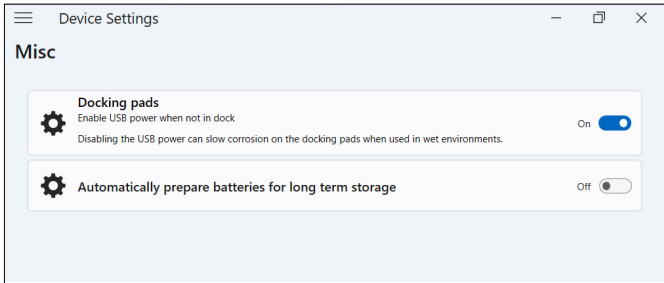 Device Settings
Misc
Docking pads
Enable USB power when not in dock
On
Disabling the USB power can slow corrosion on the docking pads when used in wet environments.
Automatically prepare batteries for long term storage
Off